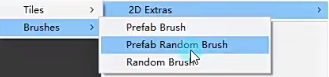 Tiles
2D Extras
Brushes
Prefab Brush
Prefab Random Brush
Random Brush